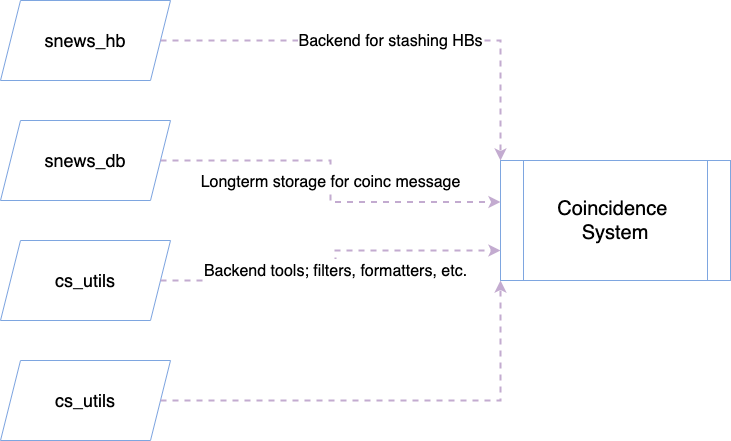 snews_hb
Backend for stashing HBs
snews_db
Longterm storage for coinc message
Coincidence
System
cs_utils
Backend tools; filters, formatters, etc.
cs_utils